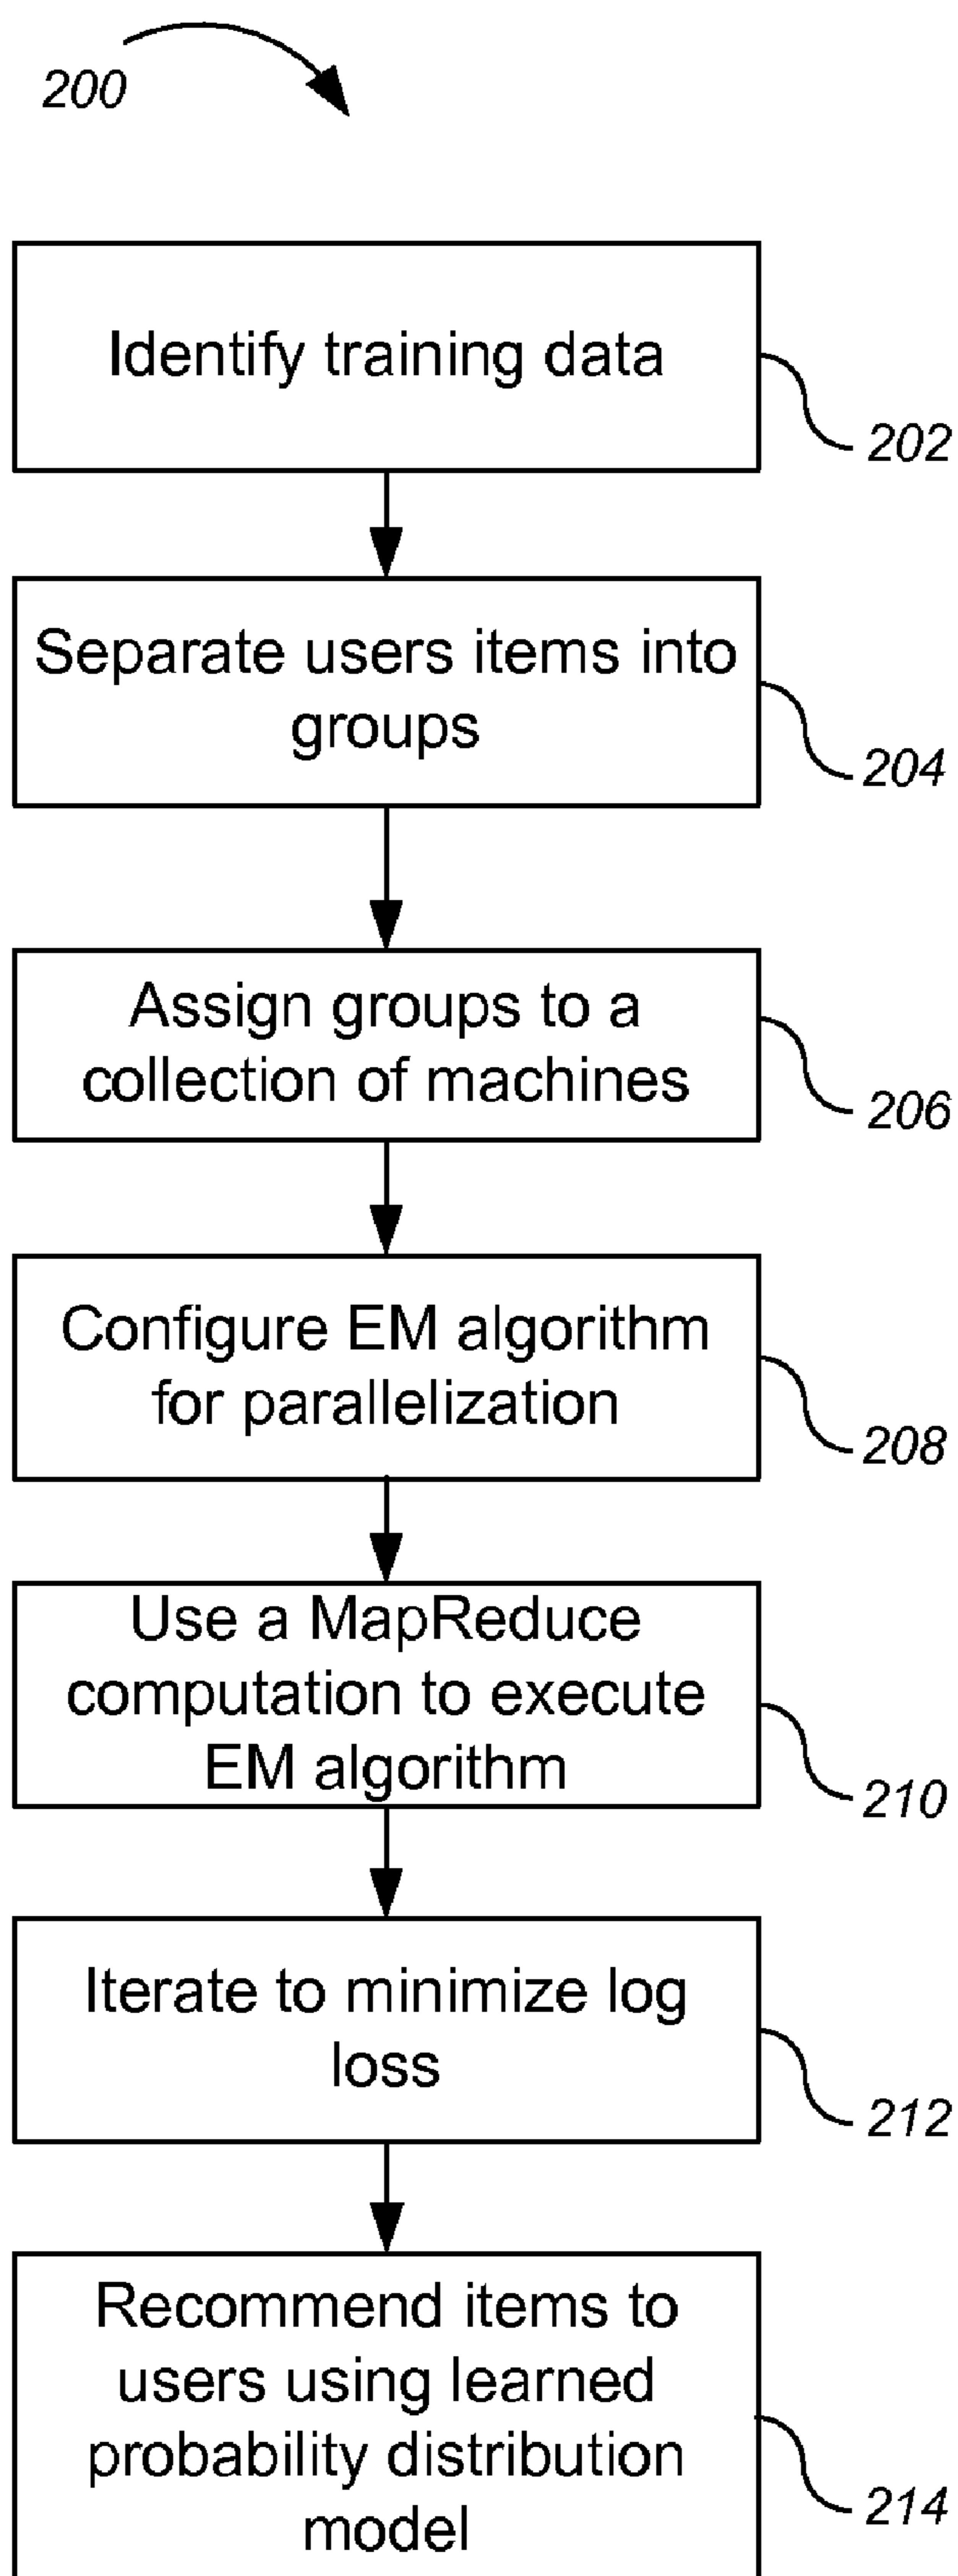 200
Identify training data
202
Separate users items into
groups
204
Assign groups to a
collection of machines
206
Configure EM algorithm
for parallelization
208
Use a MapReduce
computation to execute
EM algorithm
210
Iterate to minimize log
loss
212
Recommend items to
users using learned
probability distribution
model
214